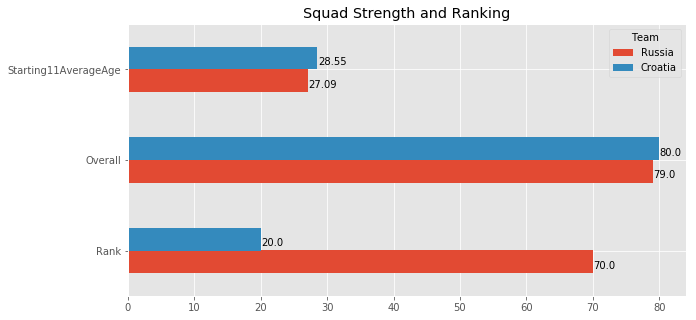 Squad Strength and Ranking
Team
Russia
Croatia
Starting11AverageAge
28.55
27.09
Overall
80.0
79.0
Rank
20.0
70.0
0 10 20 30 40 50 60 70 80